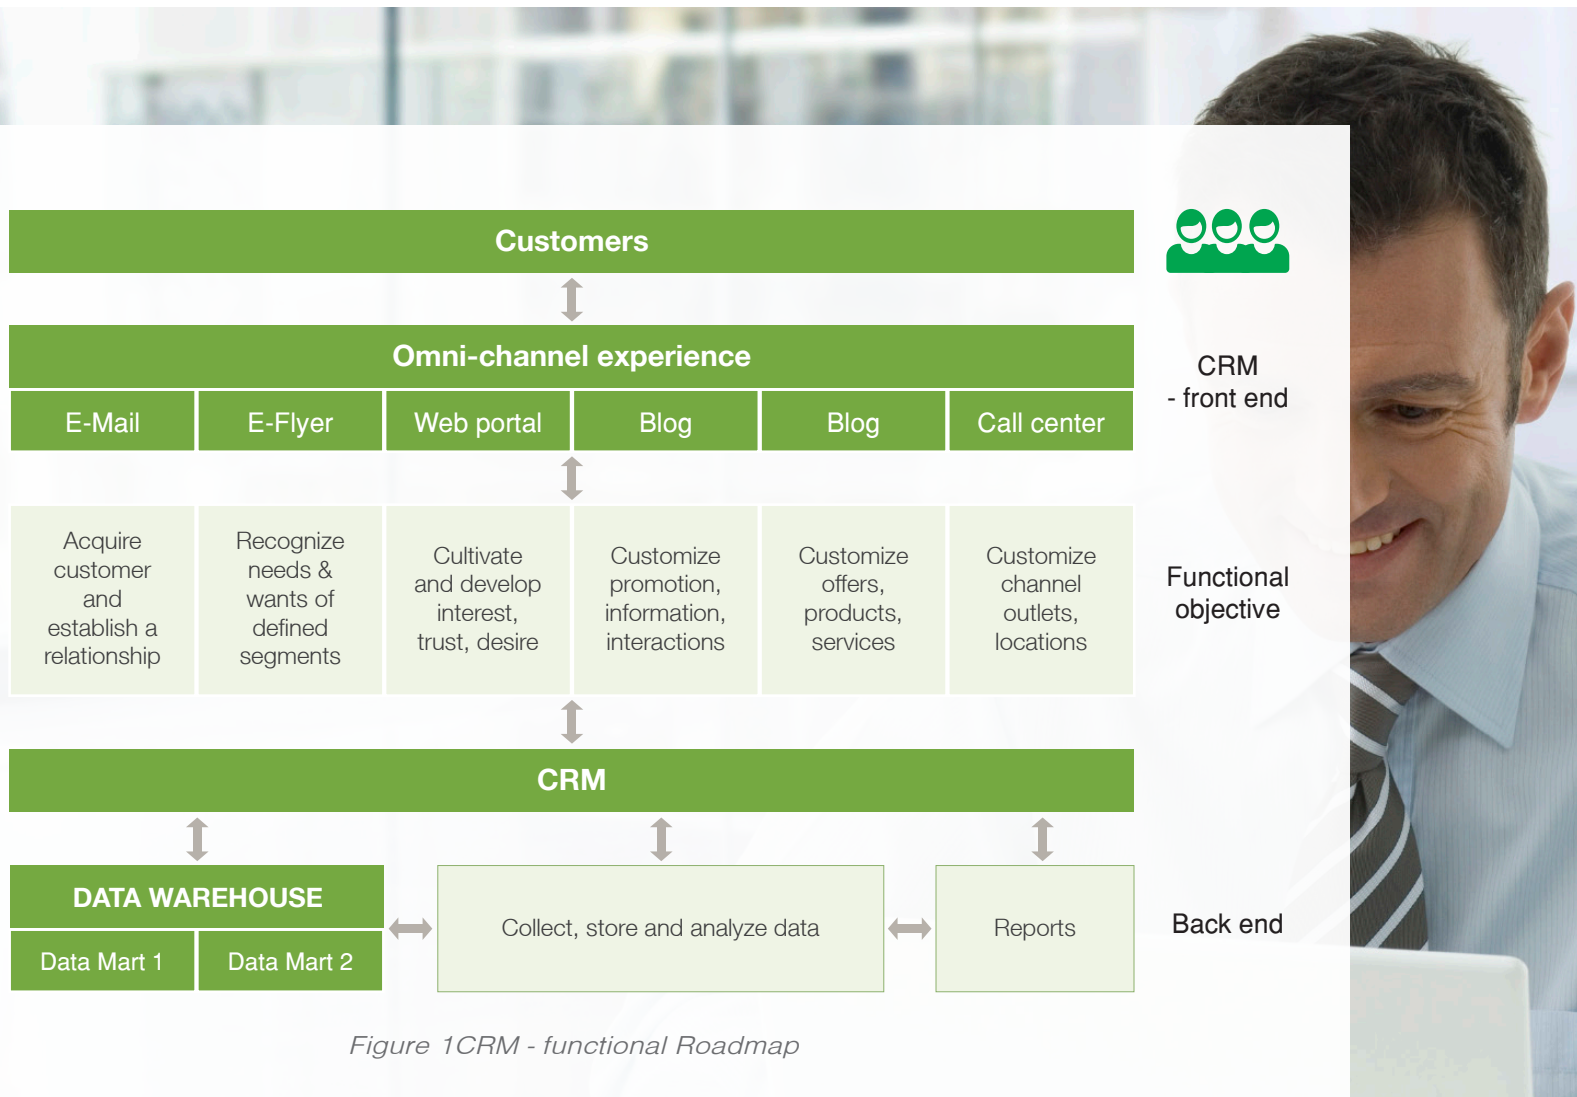 Customers
Omni-channel experience
CRM
- front end
E-Mail
E-Flyer
Web portal
Blog
Blog
Call center
Acquire
customer
and
establish a
relationship
Recognize
needs &
wants of
defined
segments
Cultivate
and develop
interest,
trust, desire
Customize
promotion,
information,
interactions
Customize
offers,
products,
services
Customize
channel
outlets,
locations
Functional
objective
CRM
DATA WAREHOUSE
Data Mart 1
Data Mart 2
Collect, store and analyze data
Reports
Back end
Figure 1CRM - functional Roadmap